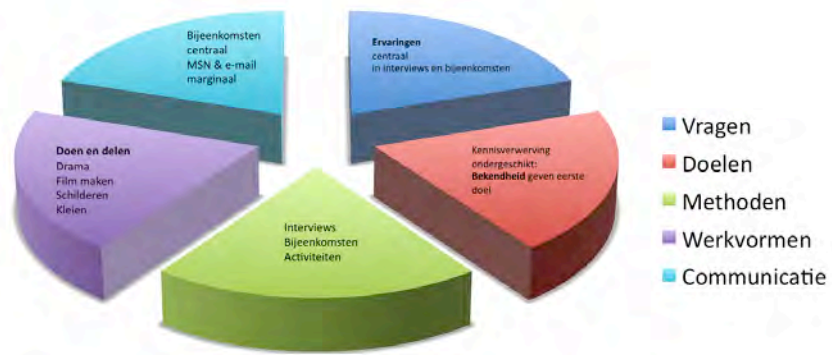 Bijeenkomsten
centraal
MSN & e-mail
marginaal
Ervaringen
centraal
in interviews en bijeenkomsten
Doen en delen
Drama
Film maken
Schilderen
Kleien
Kennisverwerving
ondergeschikt:
Bekendheid geven eerste
doel
Interviews
Bijeenkomsten
Activiteiten
Vragen
Doelen
Methoden
Werkvormen
Communicatie